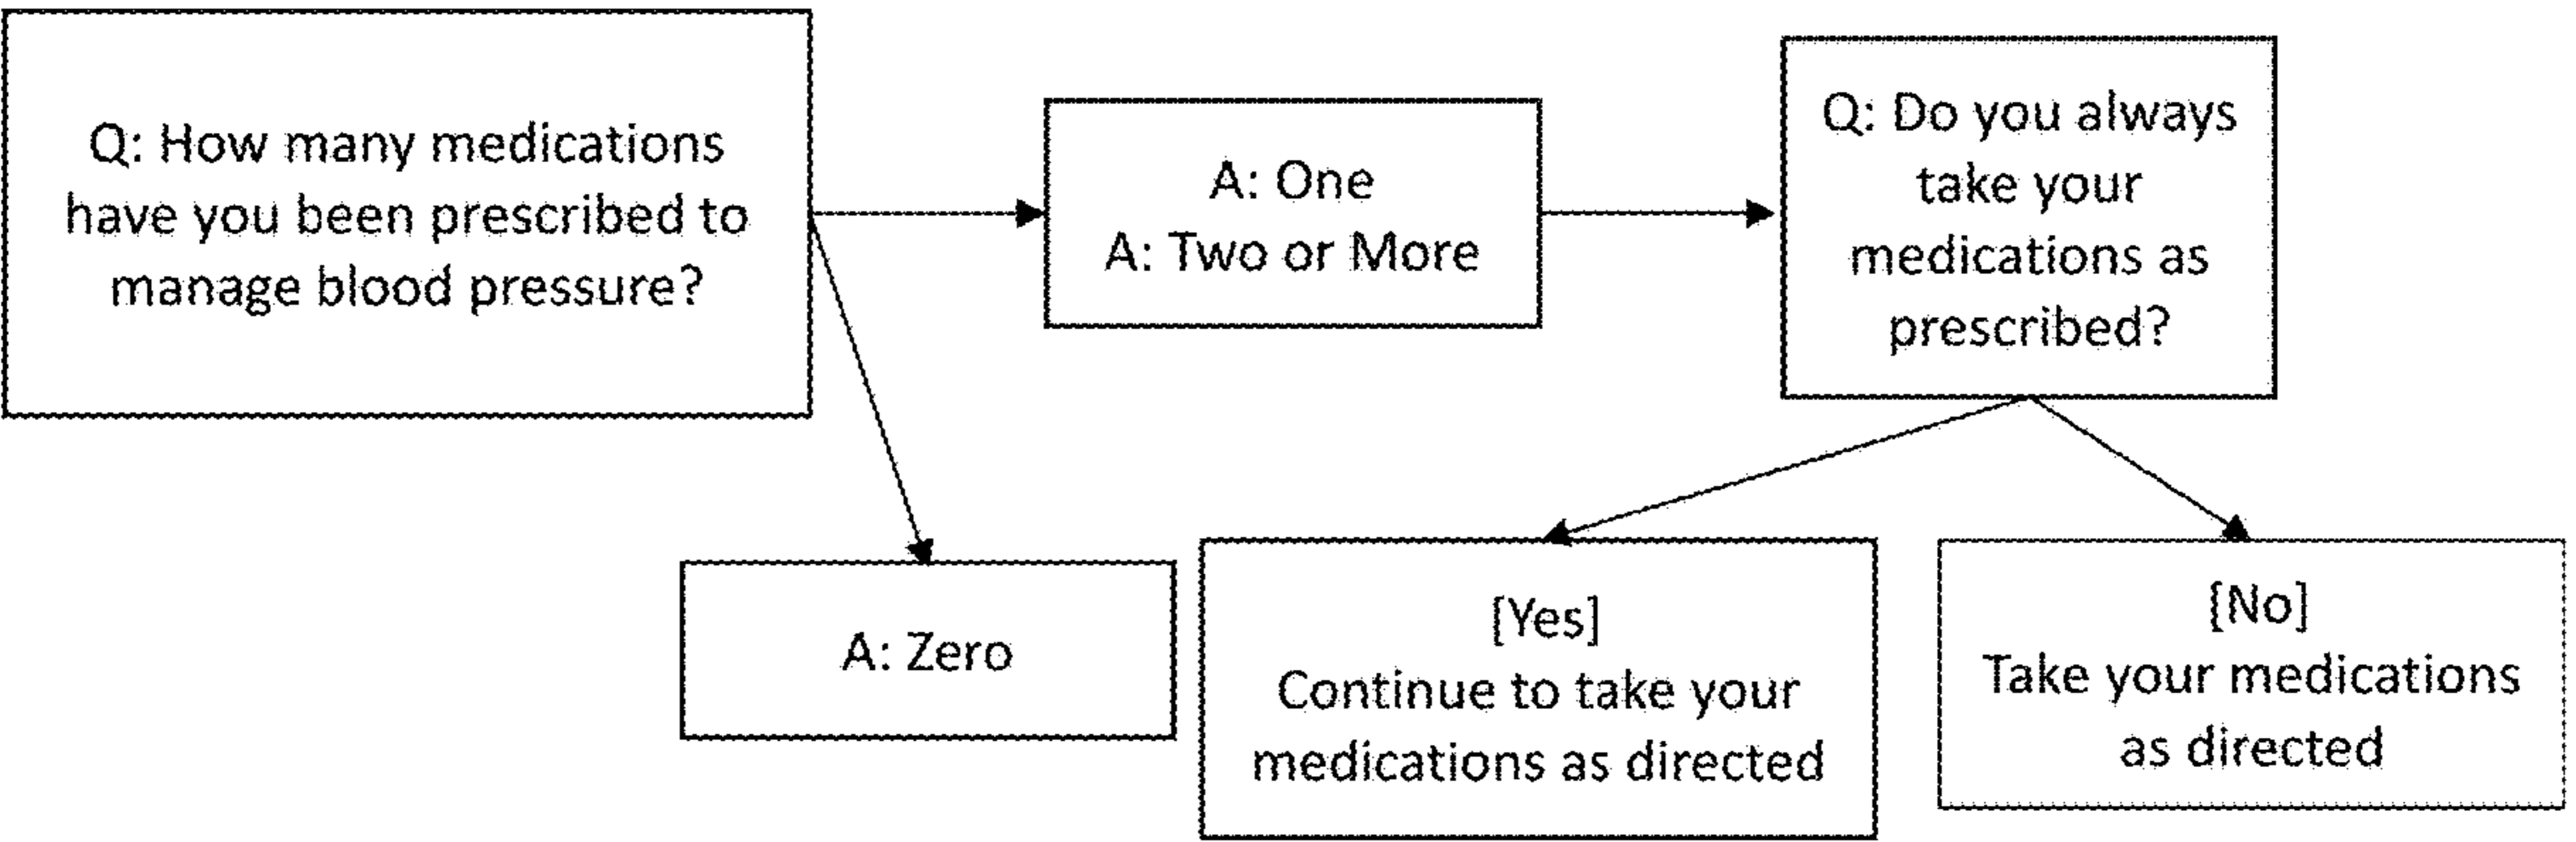 Q: How many medications
have you been prescribed to
manage blood pressure?
A: One
A: Two or More
Q: Do you always
take your
medications as
prescribed?
A: Zero
[Yes]
Continue to take your
medications as directed
[No]
Take your medications
as directed